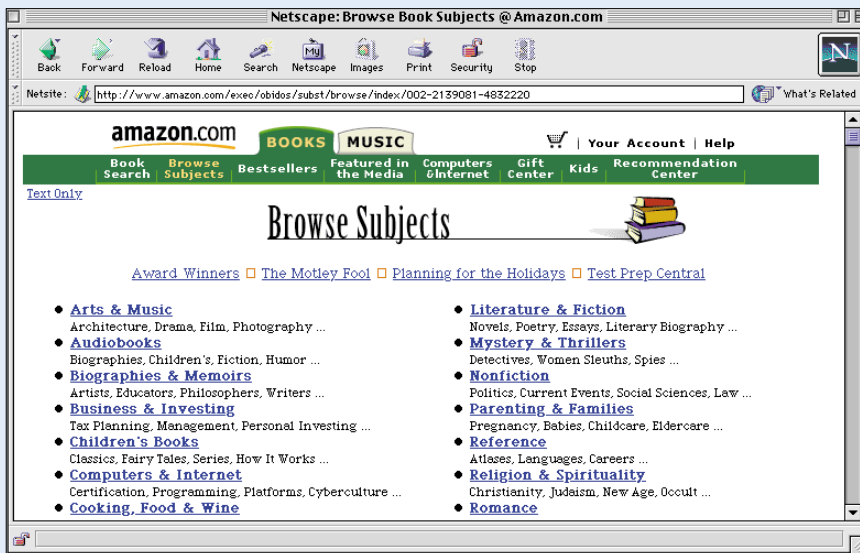 Netscape: Browse Book Subjects @ Amazon.com
Back Forward Reload Home Search Netscape Images Print Security Stop
My
N
Netsite: http://www.amazon.com/exec/obidos/subst/browse/index/002-2139081-4832220 What's Related
amazon.com BOOKS MUSIC | Your Account | Help
Book Search | Browse Subjects | Bestsellers | Featured in the Media | Computers &Internet | Gift Center | Kids | Recommendation Center
Text Only
Browse Subjects
Award Winners The Motley Fool Planning for the Holidays Test Prep Central
Arts & Music
Architecture, Drama, Film, Photography ...
Audiobooks
Biographies, Children's, Fiction, Humor ...
Biographies & Memoirs
Artists, Educators, Philosophers, Writers ...
Business & Investing
Tax Planning, Management, Personal Investing ...
Children's Books
Classics, Fairy Tales, Series, How It Works ...
Computers & Internet
Certification, Programming, Platforms, Cyberculture ...
Cooking, Food & Wine
Literature & Fiction
Novels, Poetry, Essays, Literary Biography ...
Mystery & Thrillers
Detectives, Women Sleuths, Spies ...
Nonfiction
Politics, Current Events, Social Sciences, Law ...
Parenting & Families
Pregnancy, Babies, Childcare, Eldercare ...
Reference
Atlases, Languages, Careers ...
Religion & Spirituality
Christianity, Judaism, New Age, Occult ...
Romance